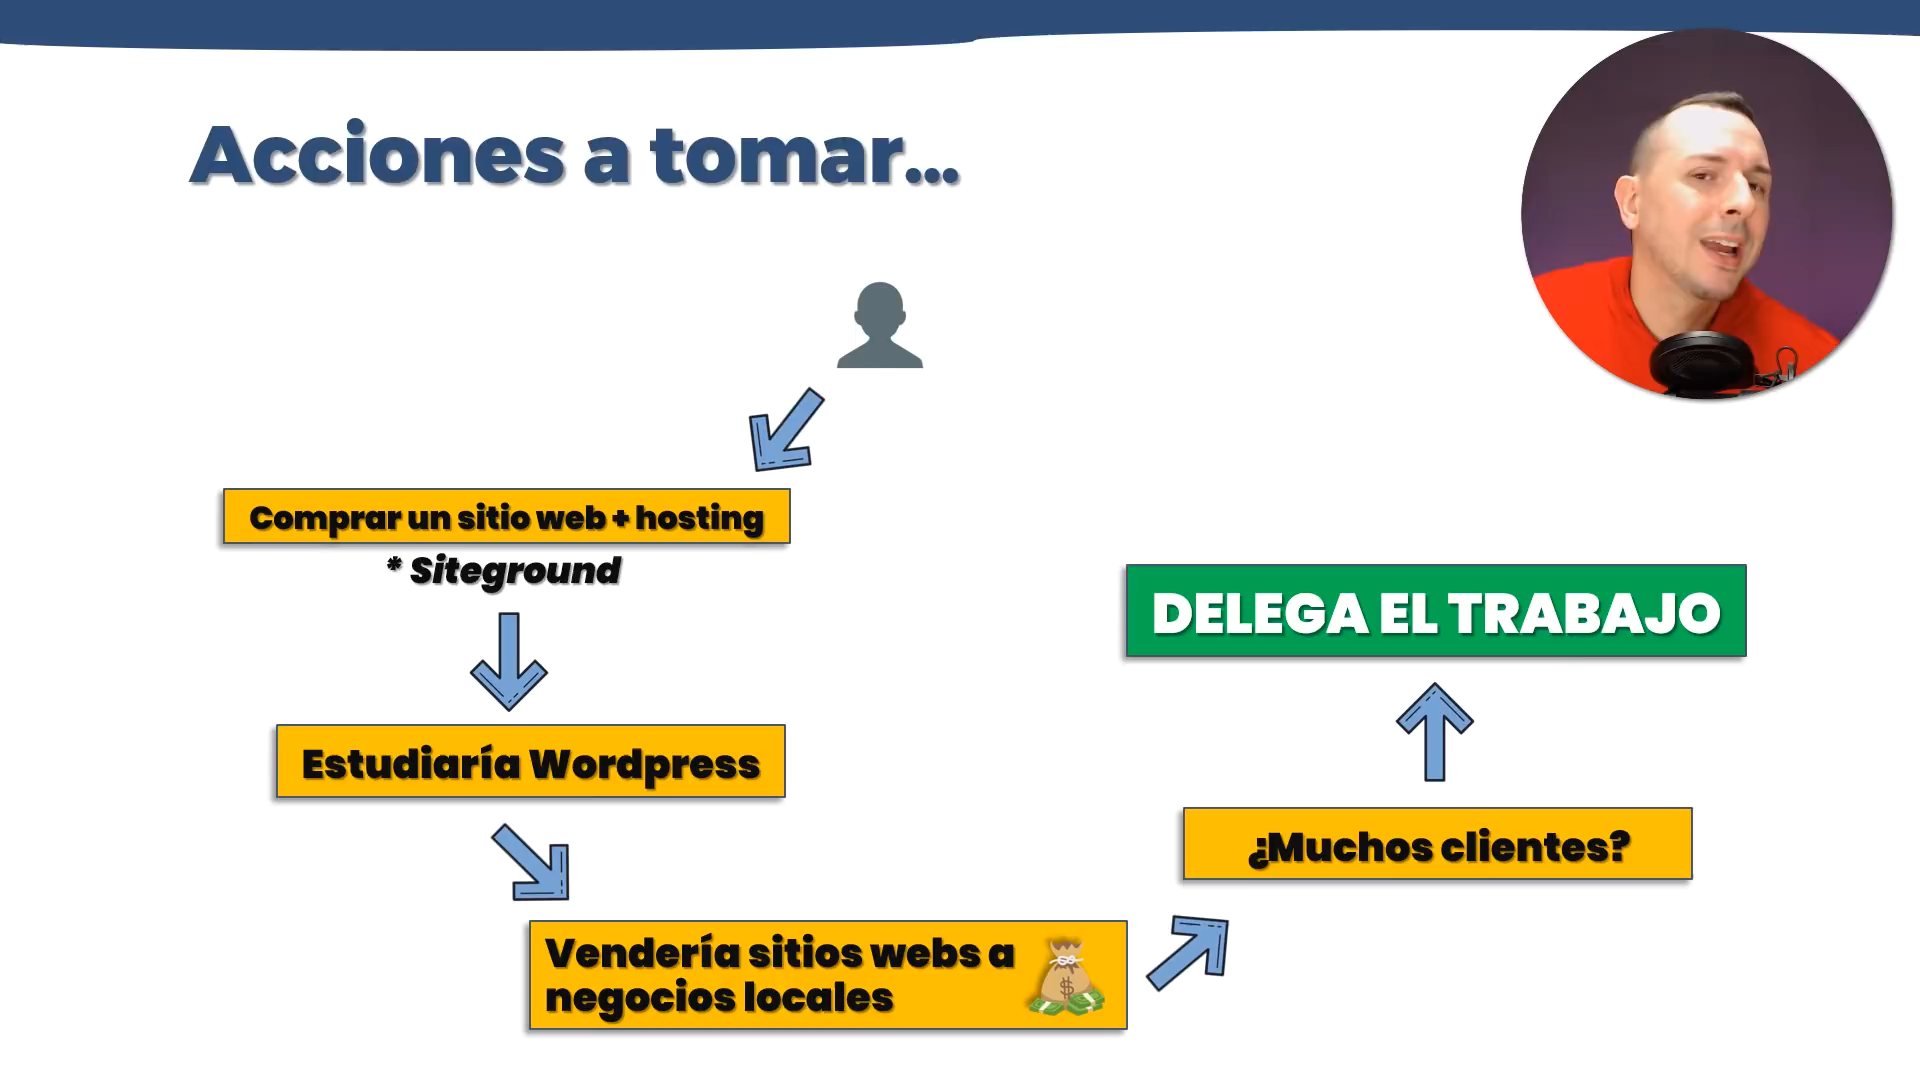 Acciones a tomar...
Comprar un sitio web + hosting
* Siteground
Estudiaría Wordpress
Vendería sitios webs a
negocios locales
¿Muchos clientes?
DELEGA EL TRABAJO